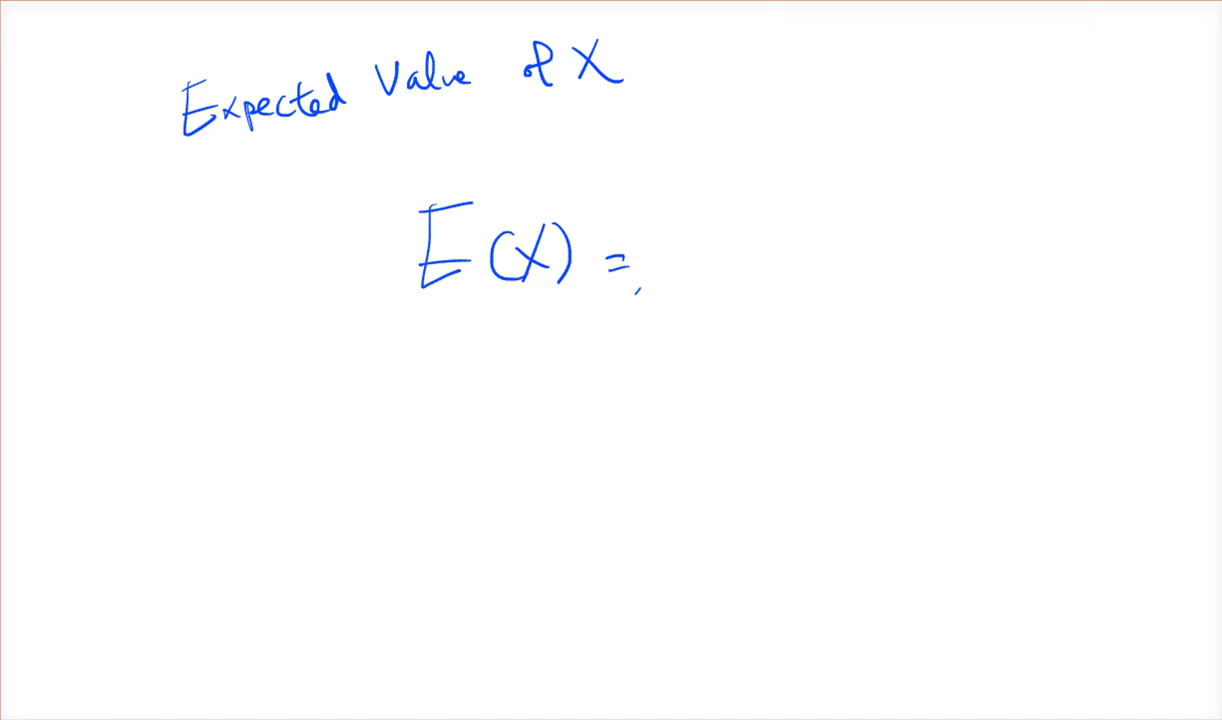 Expected Value of X
E(X) =